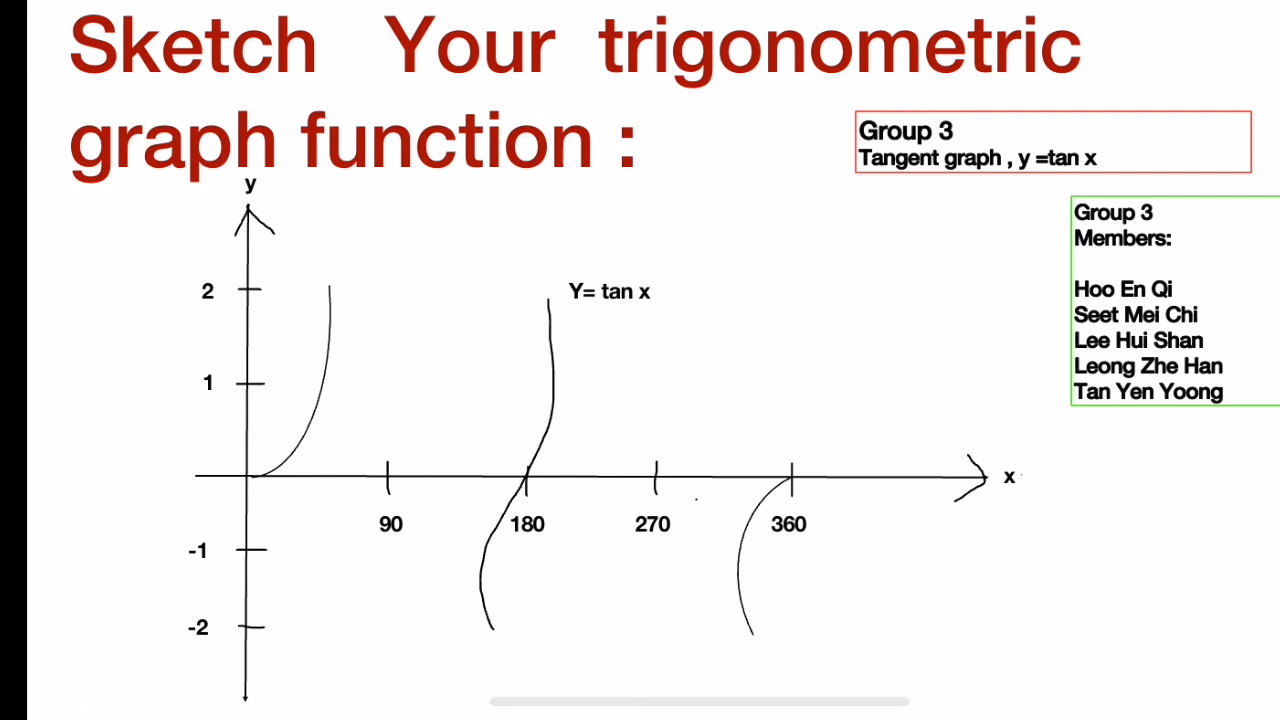 Sketch Your trigonometric
graph function :
Group 3
Tangent graph , y =tan x
Group 3
Members:
Hoo En Qi
Seet Mei Chi
Lee Hui Shan
Leong Zhe Han
Tan Yen Yoong
y
2
Y= tan x
1
x
90
180
270
360
-1
-2